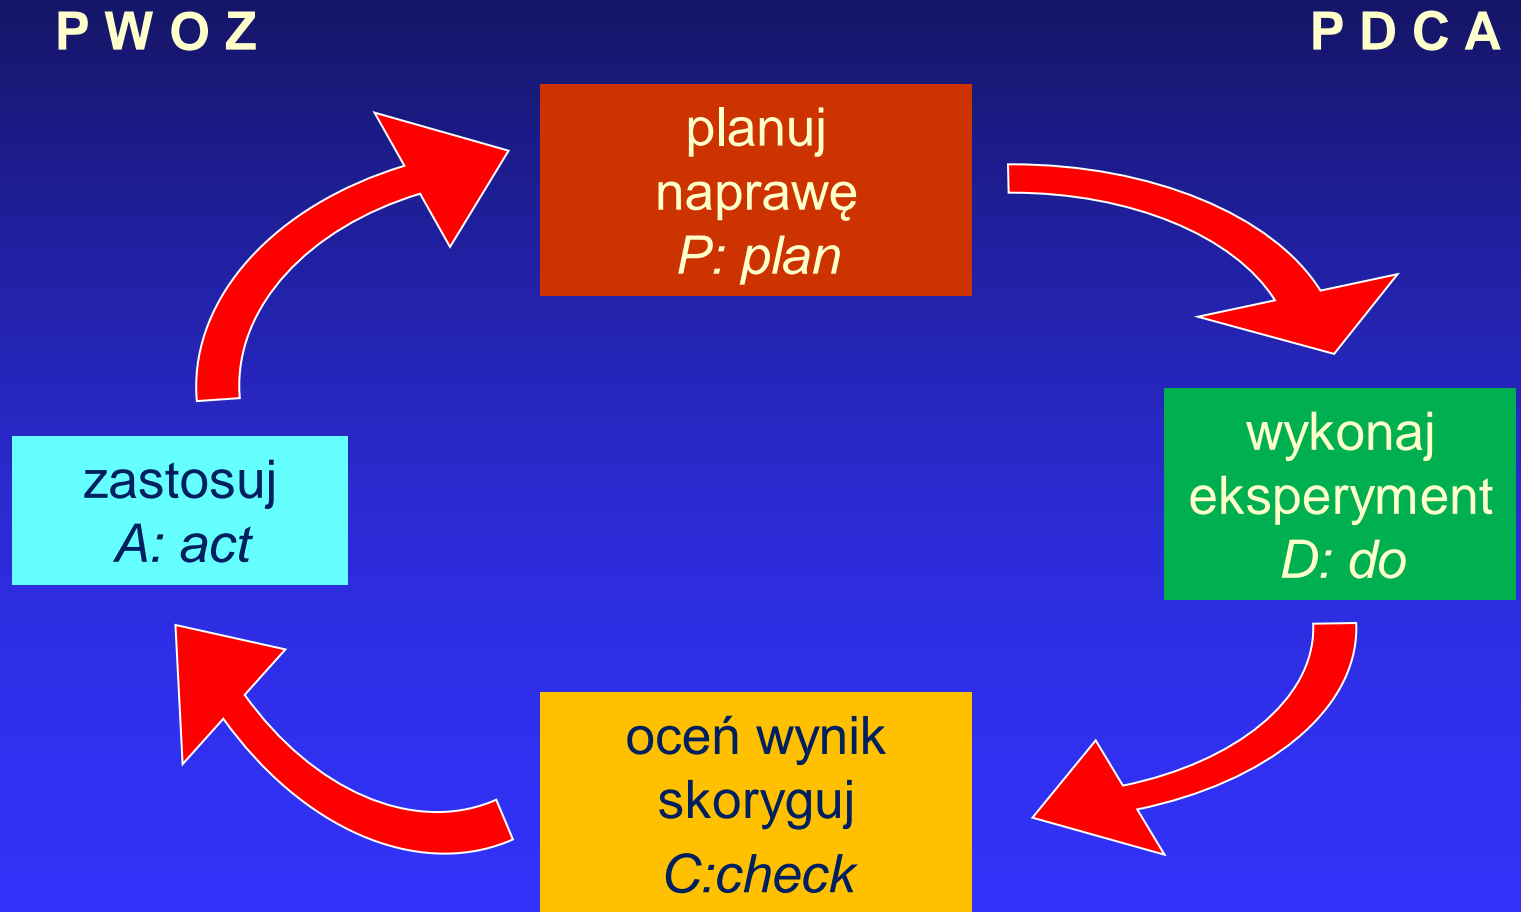 P W O Z
P D C A
planuj
naprawę
P: plan
wykonaj
eksperyment
D: do
zastosuj
A: act
oceń wynik
skoryguj
C:check